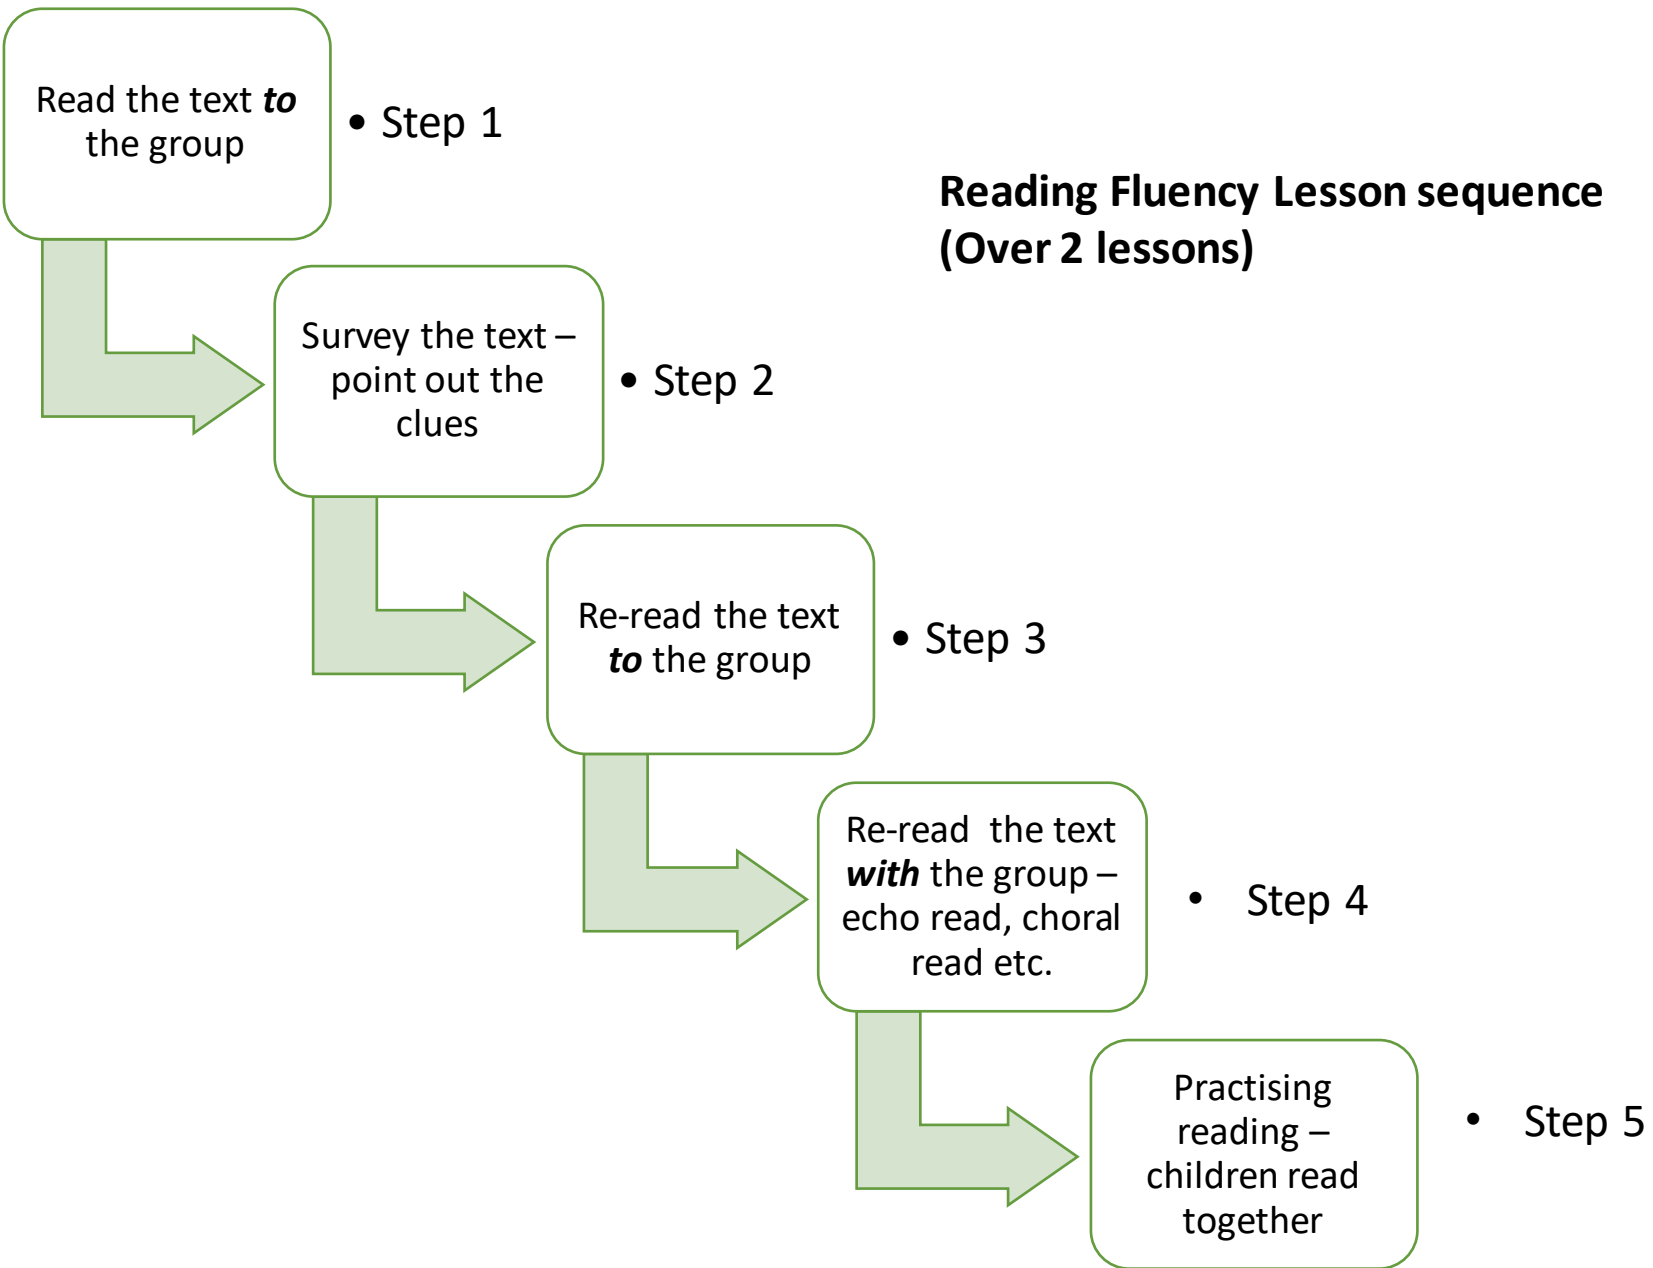 Read the text to
the group
• Step 1
Reading Fluency Lesson sequence
(Over 2 lessons)
Survey the text –
point out the
clues
• Step 2
Re-read the text
to the group
• Step 3
Re-read the text
with the group –
echo read, choral
read etc.
• Step 4
Practising
reading –
children read
together
• Step 5